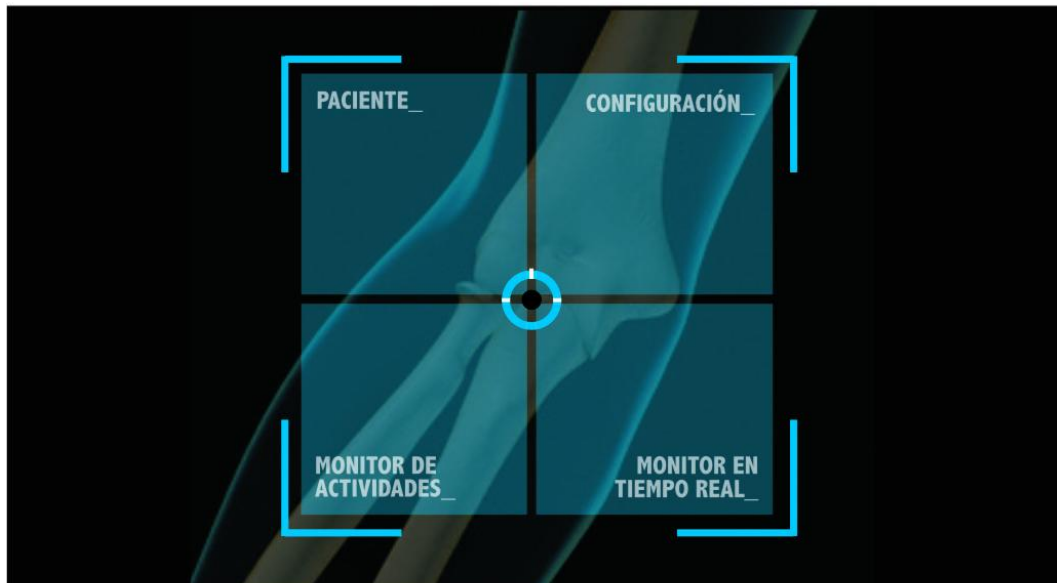 PACIENTE_
CONFIGURACIÓN_
MONITOR DE
ACTIVIDADES_
MONITOR EN
TIEMPO REAL_